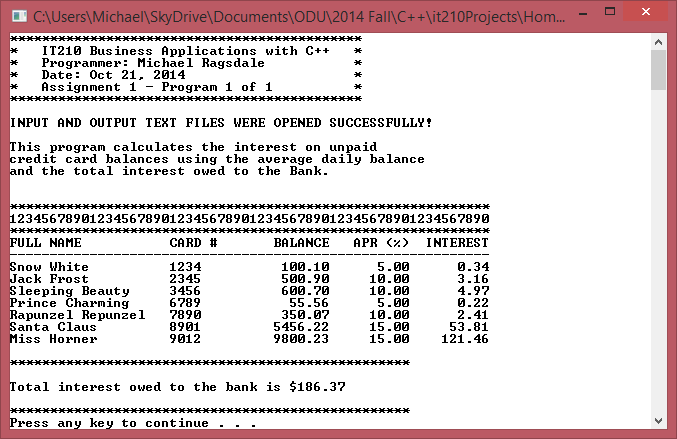 C:\Users\Michael\SkyDrive\Documents\ODU\2014 Fall\C++\it210Projects\Hom...
********************************************
*   IT210 Business Applications with C++   *
*   Programmer: Michael Ragsdale           *
*   Date: Oct 21, 2014                     *
*   Assignment 1 - Program 1 of 1          *
********************************************
INPUT AND OUTPUT TEXT FILES WERE OPENED SUCCESSFULLY!
This program calculates the interest on unpaid
credit card balances using the average daily balance
and the total interest owed to the Bank.
************************************************************
123456789012345678901234567890123456789012345678901234567890
************************************************************
FULL NAME           CARD #       BALANCE   APR (%)  INTEREST
------------------------------------------------------------
Snow White          1234          100.10      5.00      0.34
Jack Frost          2345          500.90     10.00      3.16
Sleeping Beauty     3456          600.70     10.00      4.97
Prince Charming     6789           55.56      5.00      0.22
Rapunzel Repunzel   7890          350.07     10.00      2.41
Santa Claus         8901         5456.22     15.00     53.81
Miss Horner         9012         9800.23     15.00    121.46
**************************************************
Total interest owed to the bank is $186.37
**************************************************
Press any key to continue . . .